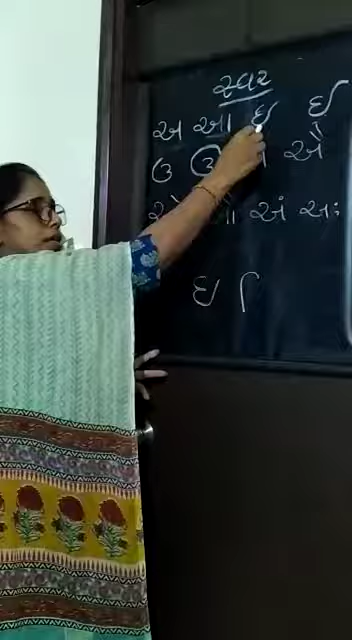 સ્વર
અ આ ઇ ઈ
ઉ ઊ એ ઐ
ઓ ઔ અં અઃ
ઇ િ